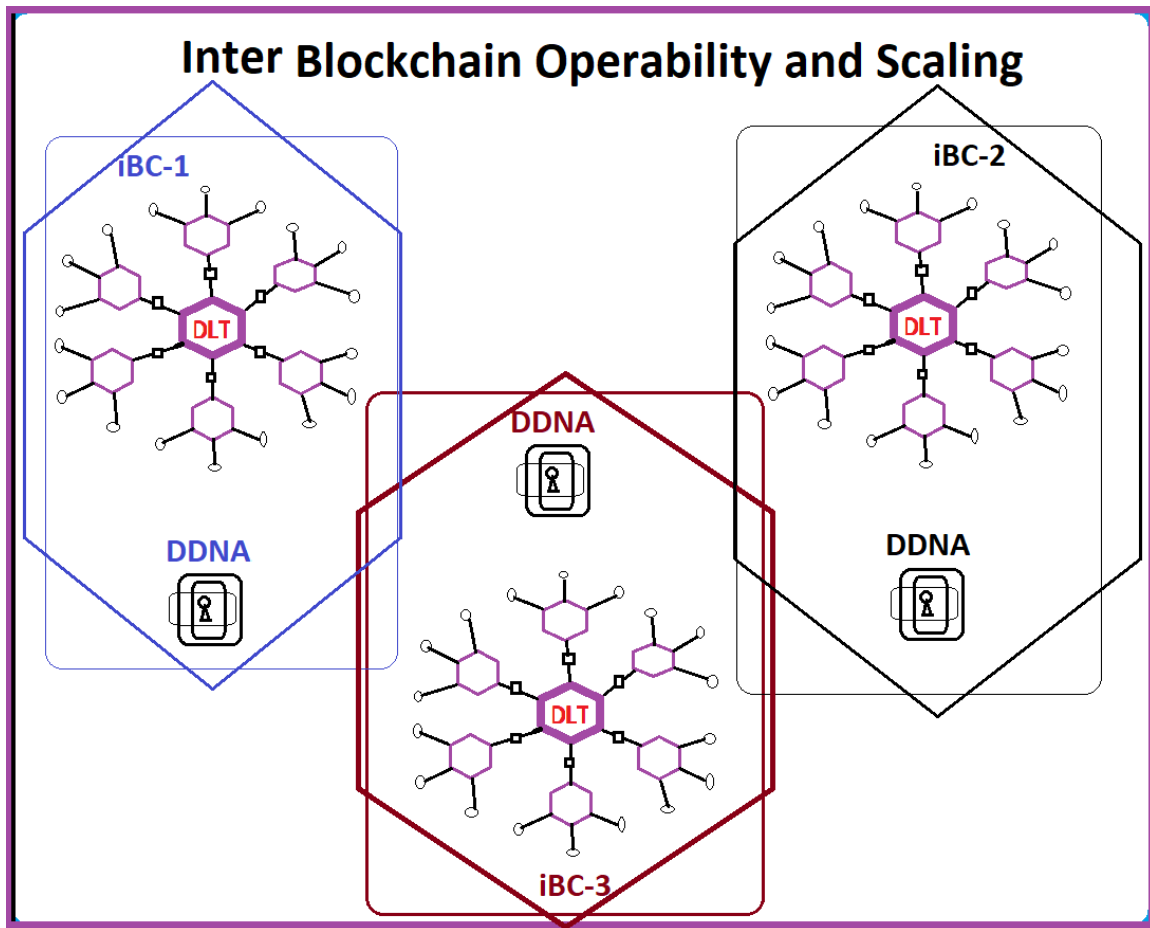 Inter Blockchain Operability and Scaling
iBC-1
iBC-2
DLT
DLT
DDNA
DDNA
DDNA
DLT
iBC-3